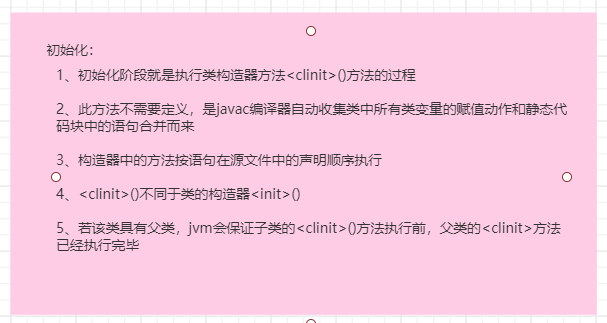 初始化：
1、初始化阶段就是执行类构造器方法<clinit>()方法的过程
2、此方法不需要定义，是javac编译器自动收集类中所有类变量的赋值动作和静态代
码块中的语句合并而来
3、构造器中的方法按语句在源文件中的声明顺序执行
4、<clinit>()不同于类的构造器<init>()
5、若该类具有父类，jvm会保证子类的<clinit>()方法执行前，父类的<clinit>方法
已经执行完毕